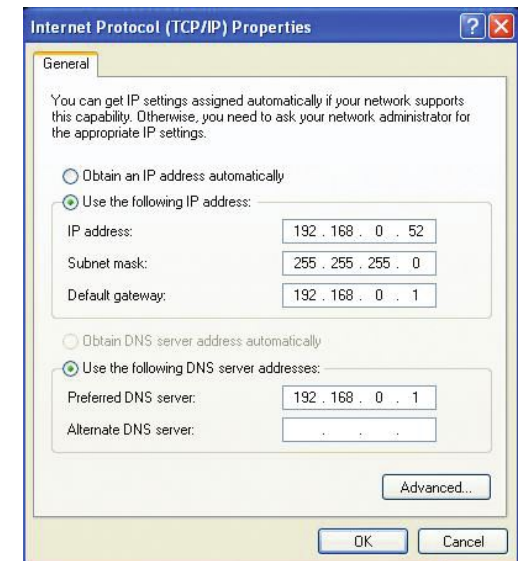 Internet Protocol (TCP/IP) Properties
General
You can get IP settings assigned automatically if your network supports
this capability. Otherwise, you need to ask your network administrator for
the appropriate IP settings.
Obtain an IP address automatically
Use the following IP address:
IP address: 192 . 168 . 0 . 52
Subnet mask: 255 . 255 . 255 . 0
Default gateway: 192 . 168 . 0 . 1
Obtain DNS server address automatically
Use the following DNS server addresses:
Preferred DNS server: 192 . 168 . 0 . 1
Alternate DNS server: . . .
Advanced...
OK Cancel